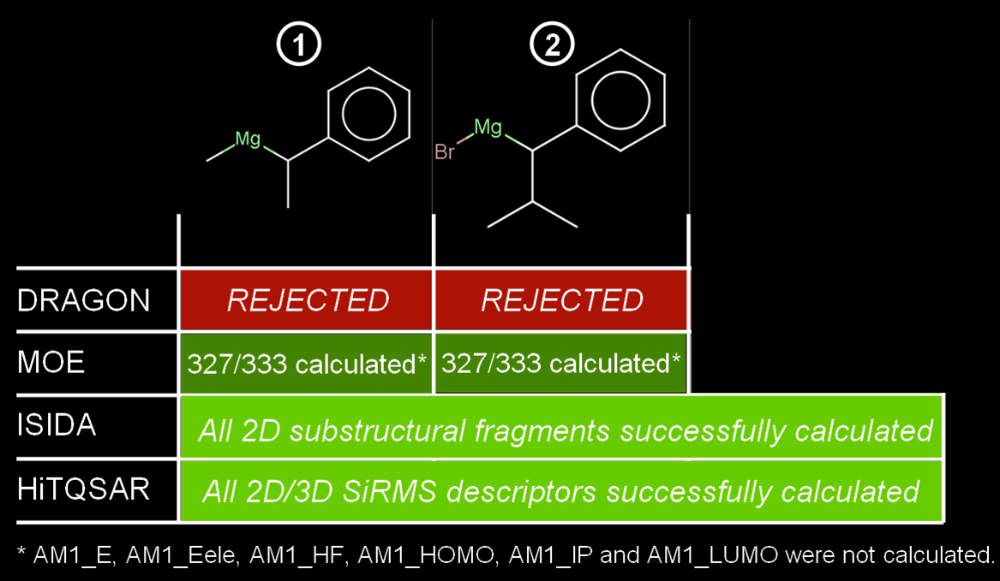 1 2
Mg
Mg
Br
DRAGON REJECTED REJECTED
MOE 327/333 calculated* 327/333 calculated*
ISIDA All 2D substructural fragments successfully calculated
HiTQSAR All 2D/3D SiRMS descriptors successfully calculated
* AM1_E, AM1_Eele, AM1_HF, AM1_HOMO, AM1_IP and AM1_LUMO were not calculated.